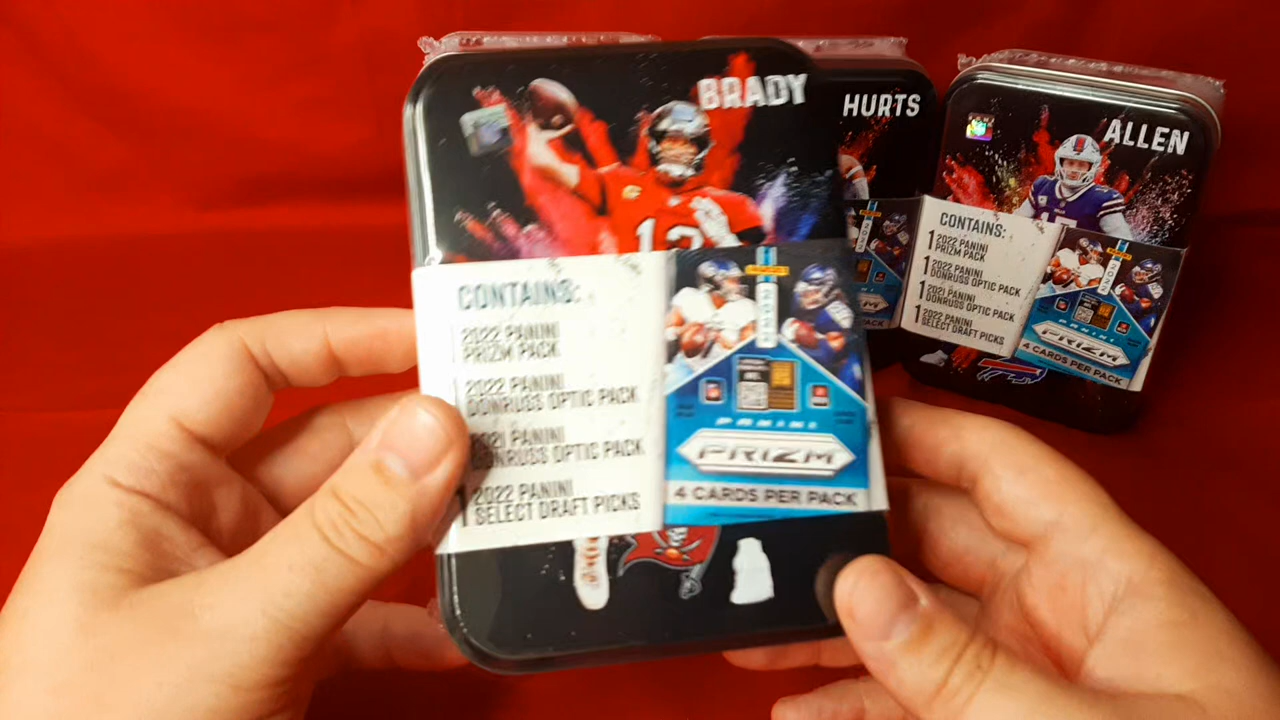 BRADY
HURTS
ALLEN
CONTAINS:
2022 PANINI
PRIZM PACK
2022 PANINI
DONRUSS OPTIC PACK
2021 PANINI
DONRUSS OPTIC PACK
1 2022 PANINI
SELECT DRAFT PICKS
PANINI
PANINI
PRIZM
4 CARDS PER PACK
CONTAINS:
1 2022 PANINI
PRIZM PACK
1 2022 PANINI
DONRUSS OPTIC PACK
1 2021 PANINI
DONRUSS OPTIC PACK
1 2022 PANINI
SELECT DRAFT PICKS
PANINI
PRIZM
4 CARDS PER PACK